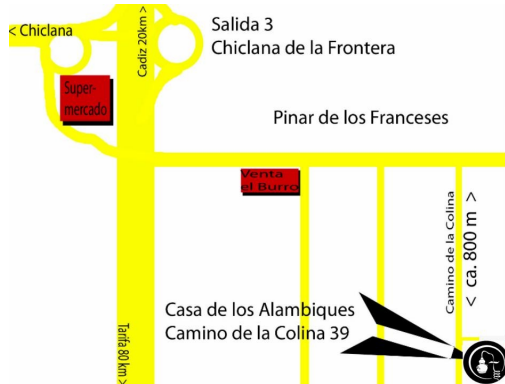 < Chiclana
Cadiz 20km >
Salida 3
Chiclana de la Frontera
Super-
mercado
Pinar de los Franceses
Venta
el Burro
Camino de la Colina
< ca. 800 m >
Casa de los Alambiques
Camino de la Colina 39
Tarifa 80 km >